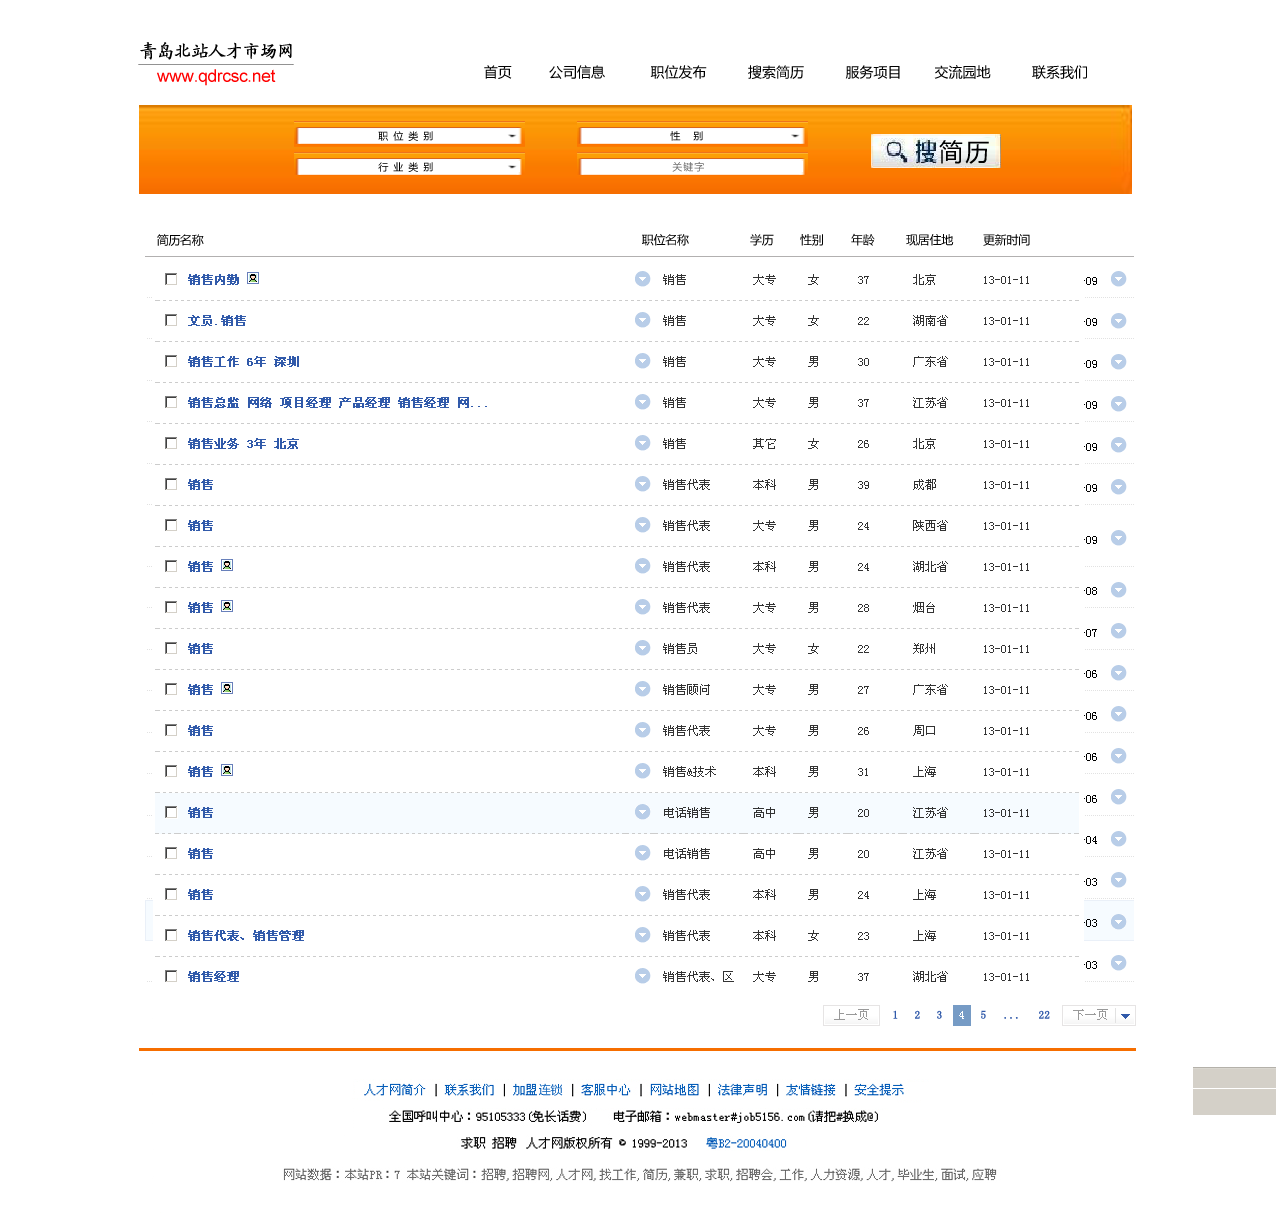 青岛北站人才市场网
www.qdrcsc.net
首页 公司信息 职位发布 搜索简历 服务项目 交流园地 联系我们
职位类别 性 别
搜简历
行业类别 关键字
简历名称 职位名称 学历 性别 年龄 现居住地 更新时间
销售内勤 销售 大专 女 37 北京 13-01-11 -09
文员.销售 销售 大专 女 22 湖南省 13-01-11 -09
销售工作 6年 深圳 销售 大专 男 30 广东省 13-01-11 -09
销售总监 网络 项目经理 产品经理 销售经理 网... 销售 大专 男 37 江苏省 13-01-11 -09
销售业务 3年 北京 销售 其它 女 26 北京 13-01-11 -09
销售 销售代表 本科 男 39 成都 13-01-11 -09
销售 销售代表 大专 男 24 陕西省 13-01-11 -09
销售 销售代表 本科 男 24 湖北省 13-01-11 -08
销售 销售代表 大专 男 28 烟台 13-01-11 -07
销售 销售员 大专 女 22 郑州 13-01-11 -06
销售 销售顾问 大专 男 27 广东省 13-01-11 -06
销售 销售代表 大专 男 26 周口 13-01-11 -06
销售 销售&技术 本科 男 31 上海 13-01-11 -06
销售 电话销售 高中 男 20 江苏省 13-01-11 -04
销售 电话销售 高中 男 20 江苏省 13-01-11 -03
销售 销售代表 本科 男 24 上海 13-01-11 -03
销售代表、销售管理 销售代表 本科 女 23 上海 13-01-11 -03
销售经理 销售代表、区 大专 男 37 湖北省 13-01-11
上一页 1 2 3 4 5 ... 22 下一页
人才网简介 | 联系我们 | 加盟连锁 | 客服中心 | 网站地图 | 法律声明 | 友情链接 | 安全提示
全国呼叫中心：95105333(免长话费) 电子邮箱：webmaster#job5156.com(请把#换成@)
求职 招聘 人才网版权所有 © 1999-2013 粤B2-20040400
网站数据：本站PR：7 本站关键词：招聘,招聘网,人才网,找工作,简历,兼职,求职,招聘会,工作,人力资源,人才,毕业生,面试,应聘